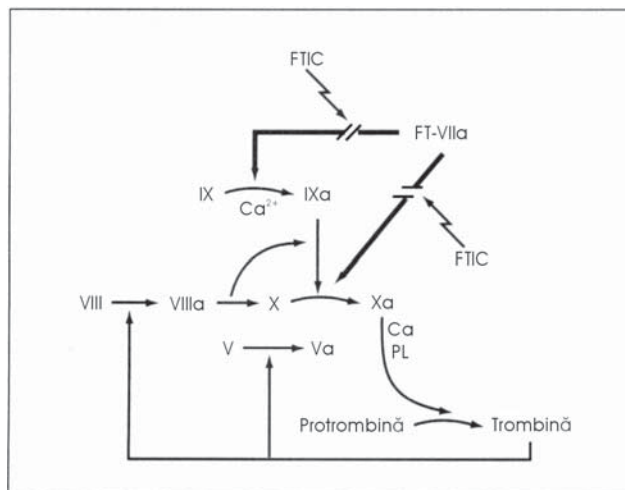 FTIC
FT-VIIa
IX
Ca²⁺
IXa
FTIC
VIII
VIIIa
X
Xa
Ca
PL
V
Va
Protrombină
Trombină